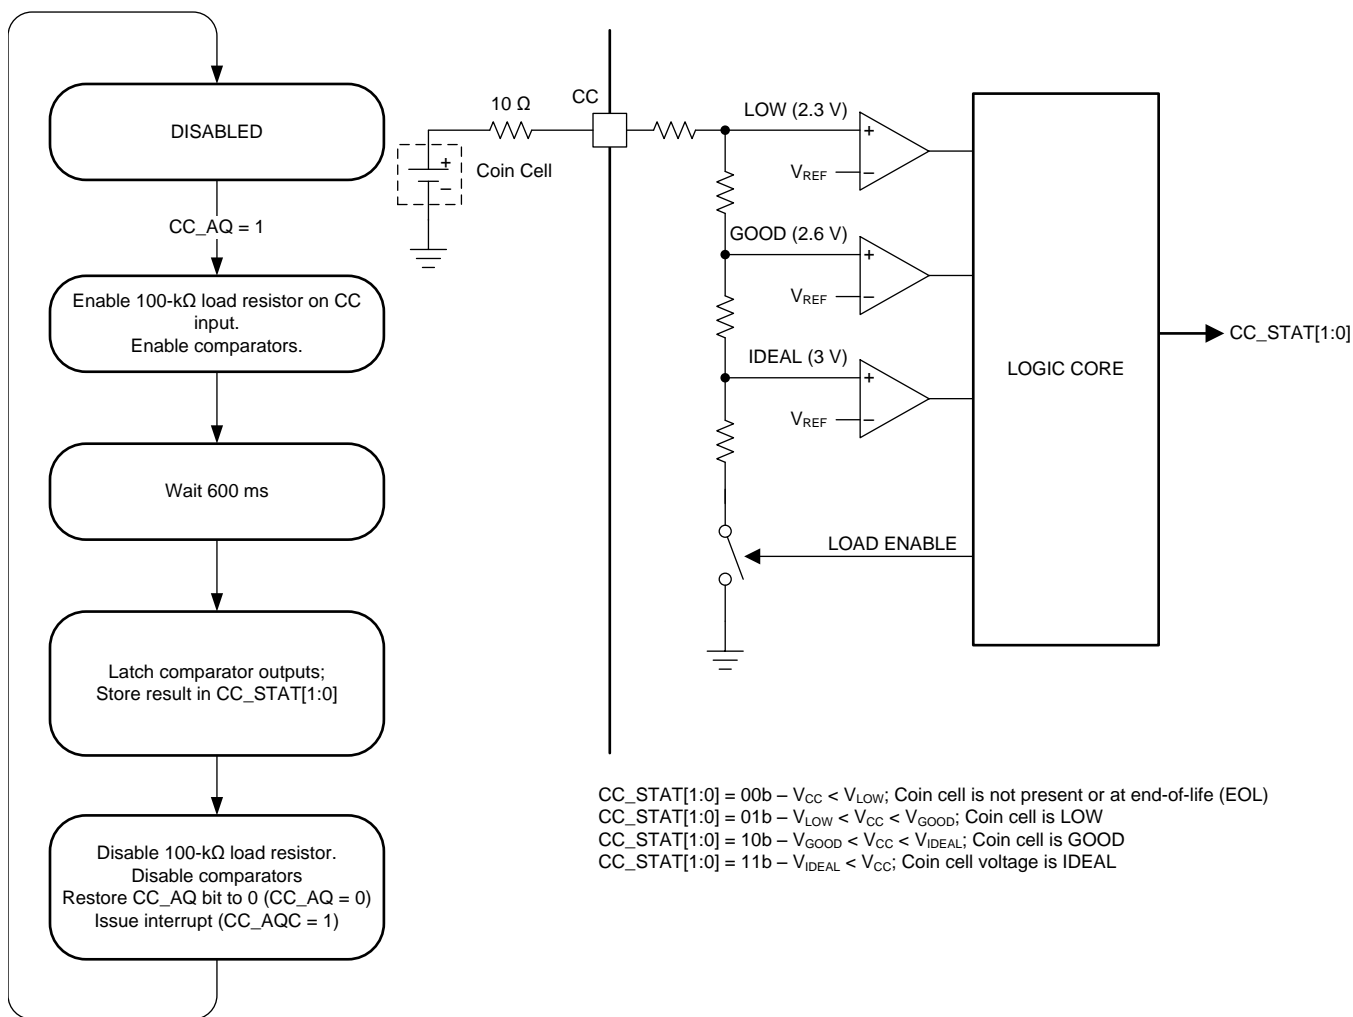 DISABLED
CC_AQ = 1
Enable 100-kΩ load resistor on CC
input.
Enable comparators.
Wait 600 ms
Latch comparator outputs;
Store result in CC_STAT[1:0]
Disable 100-kΩ load resistor.
Disable comparators
Restore CC_AQ bit to 0 (CC_AQ = 0)
Issue interrupt (CC_AQC = 1)
10 Ω
CC
+
−
Coin Cell
LOW (2.3 V)
+
VREF
−
GOOD (2.6 V)
+
VREF
−
IDEAL (3 V)
+
VREF
−
LOAD ENABLE
LOGIC CORE
CC_STAT[1:0]
CC_STAT[1:0] = 00b – VCC < VLOW; Coin cell is not present or at end-of-life (EOL)
CC_STAT[1:0] = 01b – VLOW < VCC < VGOOD; Coin cell is LOW
CC_STAT[1:0] = 10b – VGOOD < VCC < VIDEAL; Coin cell is GOOD
CC_STAT[1:0] = 11b – VIDEAL < VCC; Coin cell voltage is IDEAL